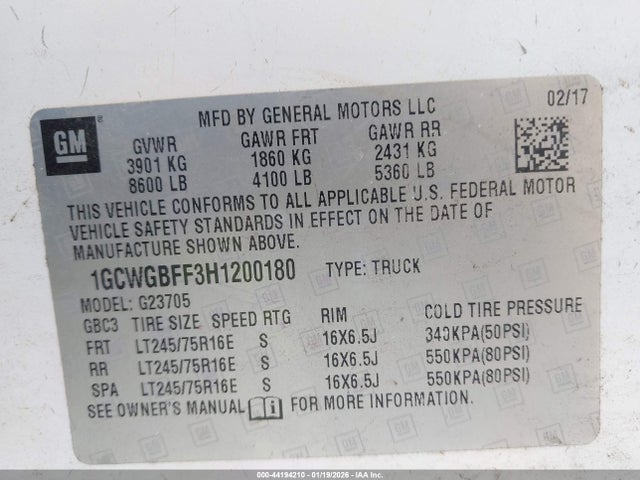 GM
MFD BY GENERAL MOTORS LLC
02/17
GVWR GAWR FRT GAWR RR
3901 KG 1860 KG 2431 KG
8600 LB 4100 LB 5360 LB
THIS VEHICLE CONFORMS TO ALL APPLICABLE U.S. FEDERAL MOTOR
VEHICLE SAFETY STANDARDS IN EFFECT ON THE DATE OF
MANUFACTURE SHOWN ABOVE.
1GCWGBFF3H1200180 TYPE: TRUCK
MODEL: G23705
GBC3 TIRE SIZE SPEED RTG RIM COLD TIRE PRESSURE
FRT LT245/75R16E S 16X6.5J 340KPA(50PSI)
RR LT245/75R16E S 16X6.5J 550KPA(80PSI)
SPA LT245/75R16E S 16X6.5J 550KPA(80PSI)
SEE OWNER'S MANUAL FOR MORE INFORMATION.
000-44194210 - 01/19/2026 - IAAI.CA